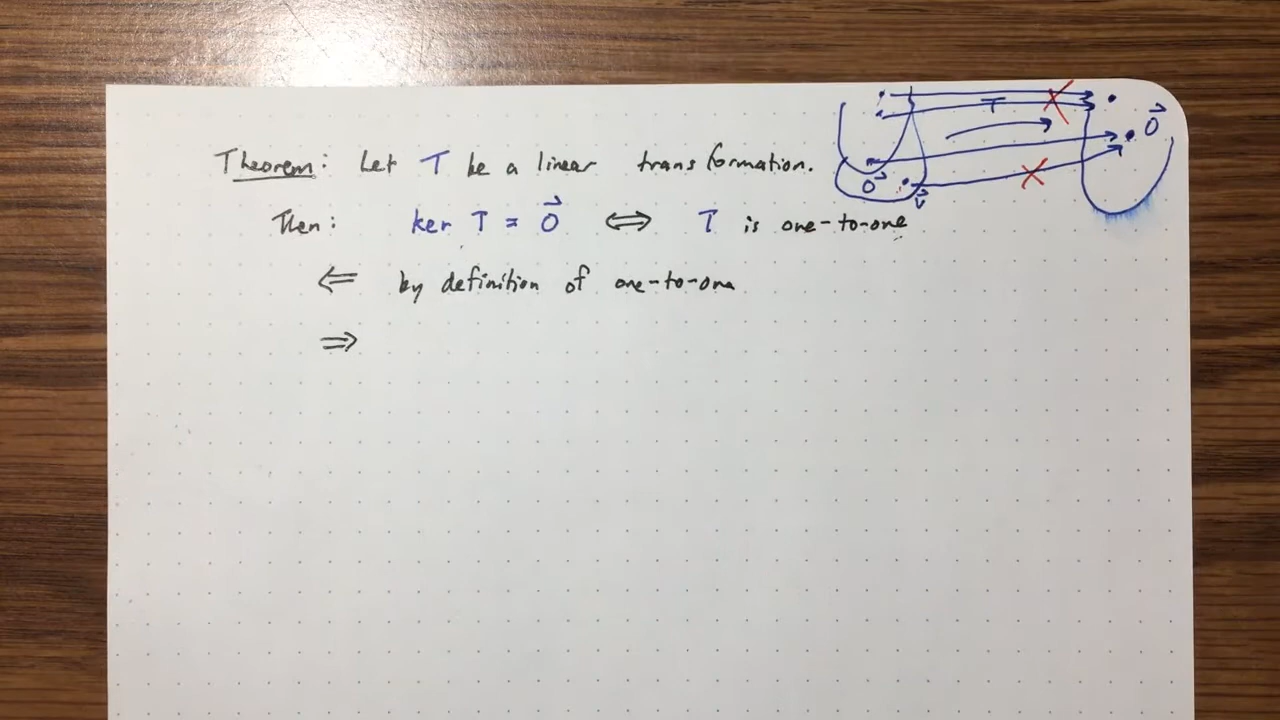 Theorem: Let T be a linear transformation.
Then: ker T = 0⃗ ⟺ T is one-to-one
⟸ by definition of one-to-one
⟹
T
0⃗
0⃗
v⃗